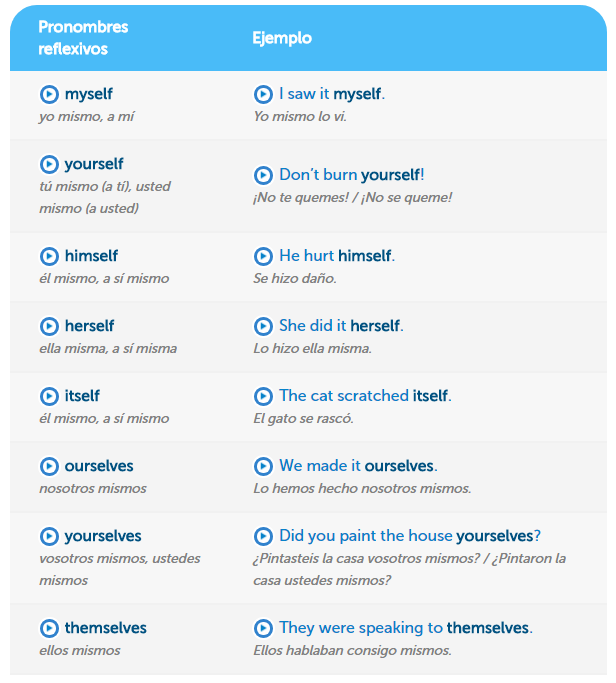 Pronombres
reflexivos
Ejemplo
myself
yo mismo, a mí
I saw it myself.
Yo mismo lo vi.
yourself
tú mismo (a tí), usted
mismo (a usted)
Don't burn yourself!
¡No te quemes! / ¡No se queme!
himself
él mismo, a sí mismo
He hurt himself.
Se hizo daño.
herself
ella misma, a sí misma
She did it herself.
Lo hizo ella misma.
itself
él mismo, a sí mismo
The cat scratched itself.
El gato se rascó.
ourselves
nosotros mismos
We made it ourselves.
Lo hemos hecho nosotros mismos.
yourselves
vosotros mismos, ustedes
mismos
Did you paint the house yourselves?
¿Pintasteis la casa vosotros mismos? / ¿Pintaron la
casa ustedes mismos?
themselves
ellos mismos
They were speaking to themselves.
Ellos hablaban consigo mismos.